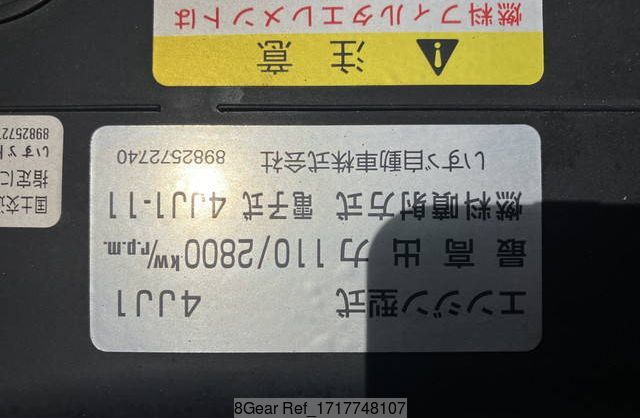 エンジン型式 4JJ1
最高出力 110/2800 kw/r.p.m.
燃料噴射方式 電子式 4JJ1-11
いすゞ自動車株式会社 8982572740
注意
燃料フィルタエレメントは
国土交
指定に
いすゞト
8982572
8Gear Ref_1717748107